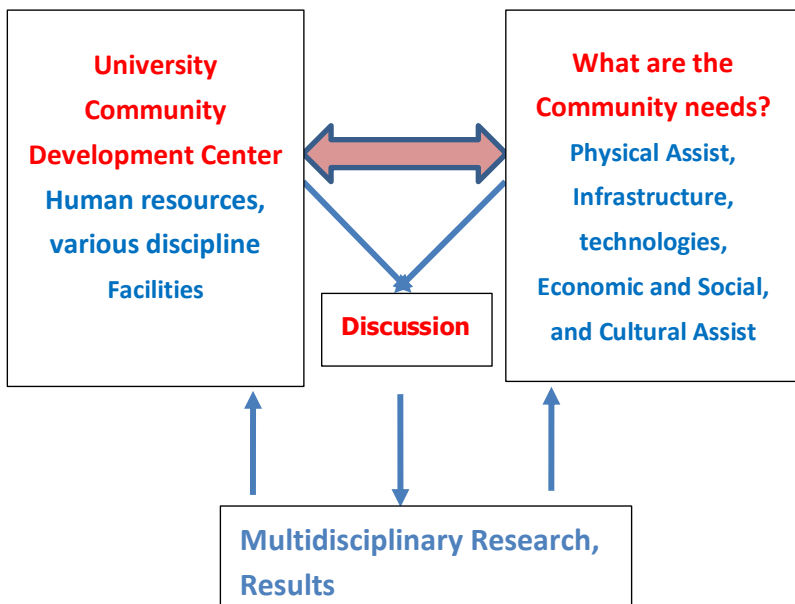 University
Community
Development Center
Human resources,
various discipline
Facilities
What are the
Community needs?
Physical Assist,
Infrastructure,
technologies,
Economic and Social,
and Cultural Assist
Discussion
Multidisciplinary Research,
Results